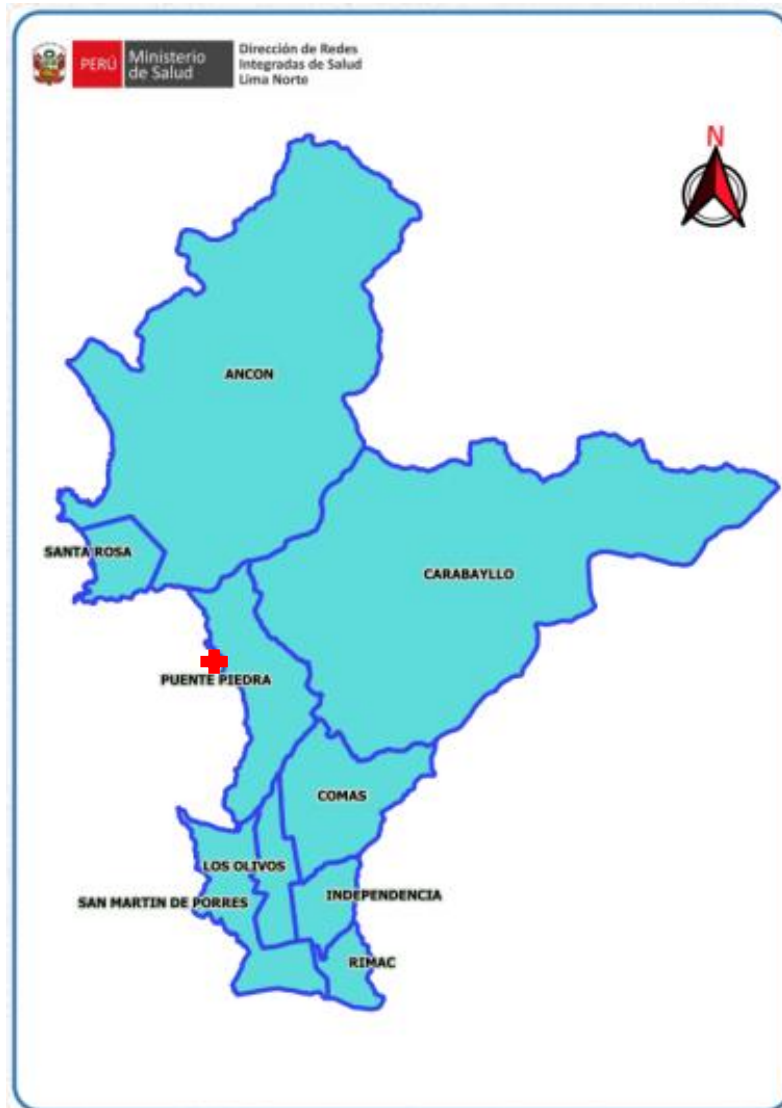 PERÚ
Ministerio
de Salud
Dirección de Redes
Integradas de Salud
Lima Norte
N
ANCON
SANTA ROSA
CARABAYLLO
PUENTE PIEDRA
COMAS
LOS OLIVOS
INDEPENDENCIA
SAN MARTIN DE PORRES
RIMAC